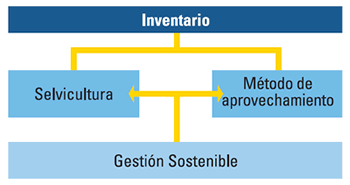 Inventario
Selvicultura
Método de
aprovechamiento
Gestión Sostenible